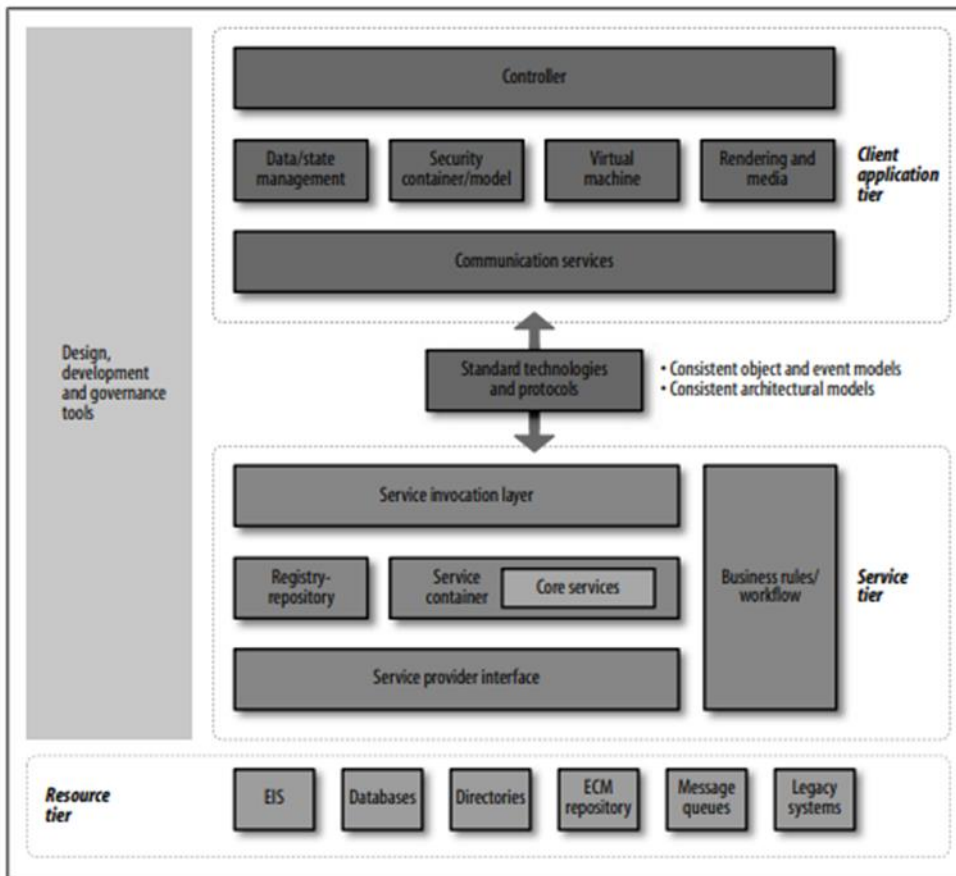 Controller
Data/state
management
Security
container/model
Virtual
machine
Rendering and
media
Client
application
tier
Communication services
Design,
development
and governance
tools
Standard technologies
and protocols
• Consistent object and event models
• Consistent architectural models
Service invocation layer
Registry-
repository
Service
container
Core services
Business rules/
workflow
Service
tier
Service provider interface
Resource
tier
EIS
Databases
Directories
ECM
repository
Message
queues
Legacy
systems